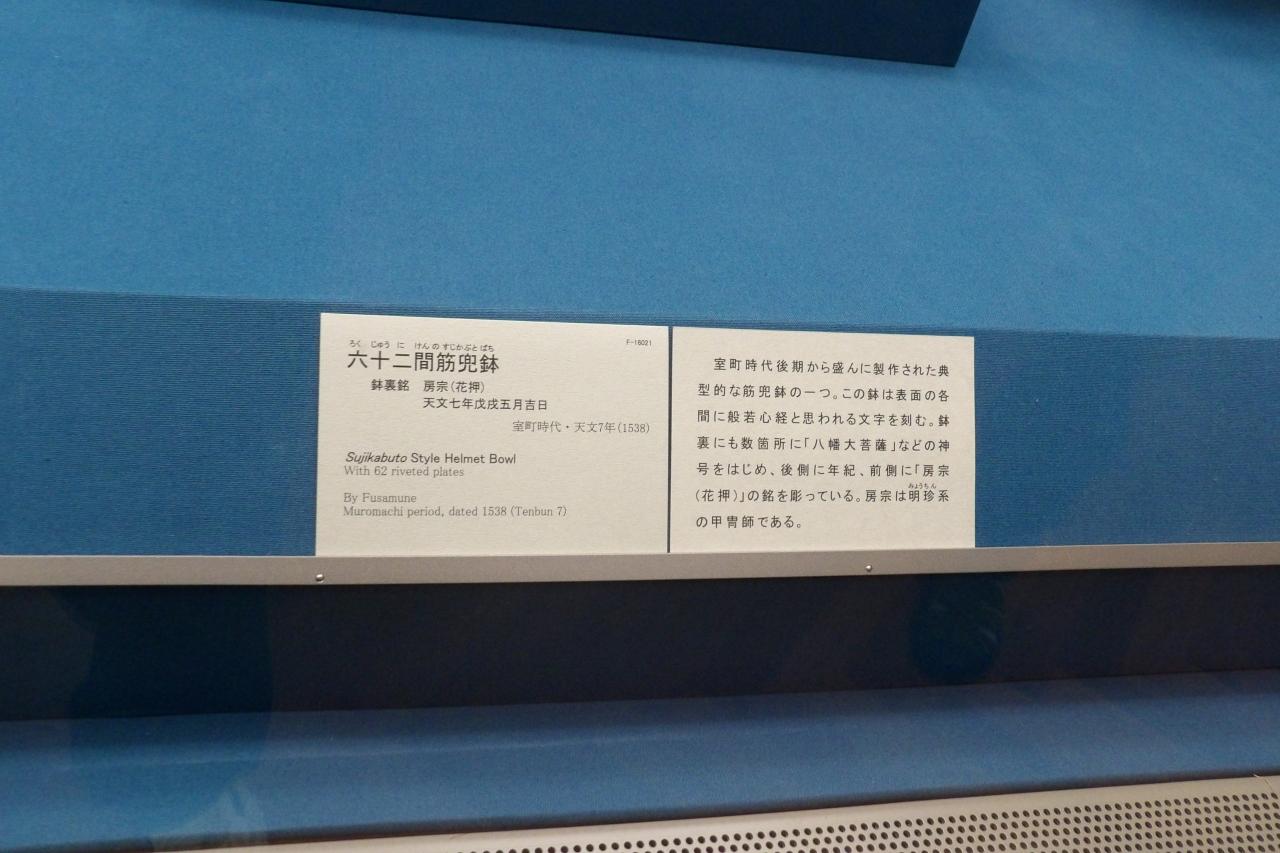 F-16021
ろく じゅう に けん の すじかぶと ばち
六十二間筋兜鉢
鉢裏銘 房宗(花押)
天文七年戊戌五月吉日
室町時代・天文7年(1538)
Sujikabuto Style Helmet Bowl
With 62 riveted plates
By Fusamune
Muromachi period, dated 1538 (Tenbun 7)
室町時代後期から盛んに製作された典
型的な筋兜鉢の一つ。この鉢は表面の各
間に般若心経と思われる文字を刻む。鉢
裏にも数箇所に「八幡大菩薩」などの神
号をはじめ、後側に年紀、前側に「房宗
みょうちん
(花押)」の銘を彫っている。房宗は明珍系
の甲冑師である。